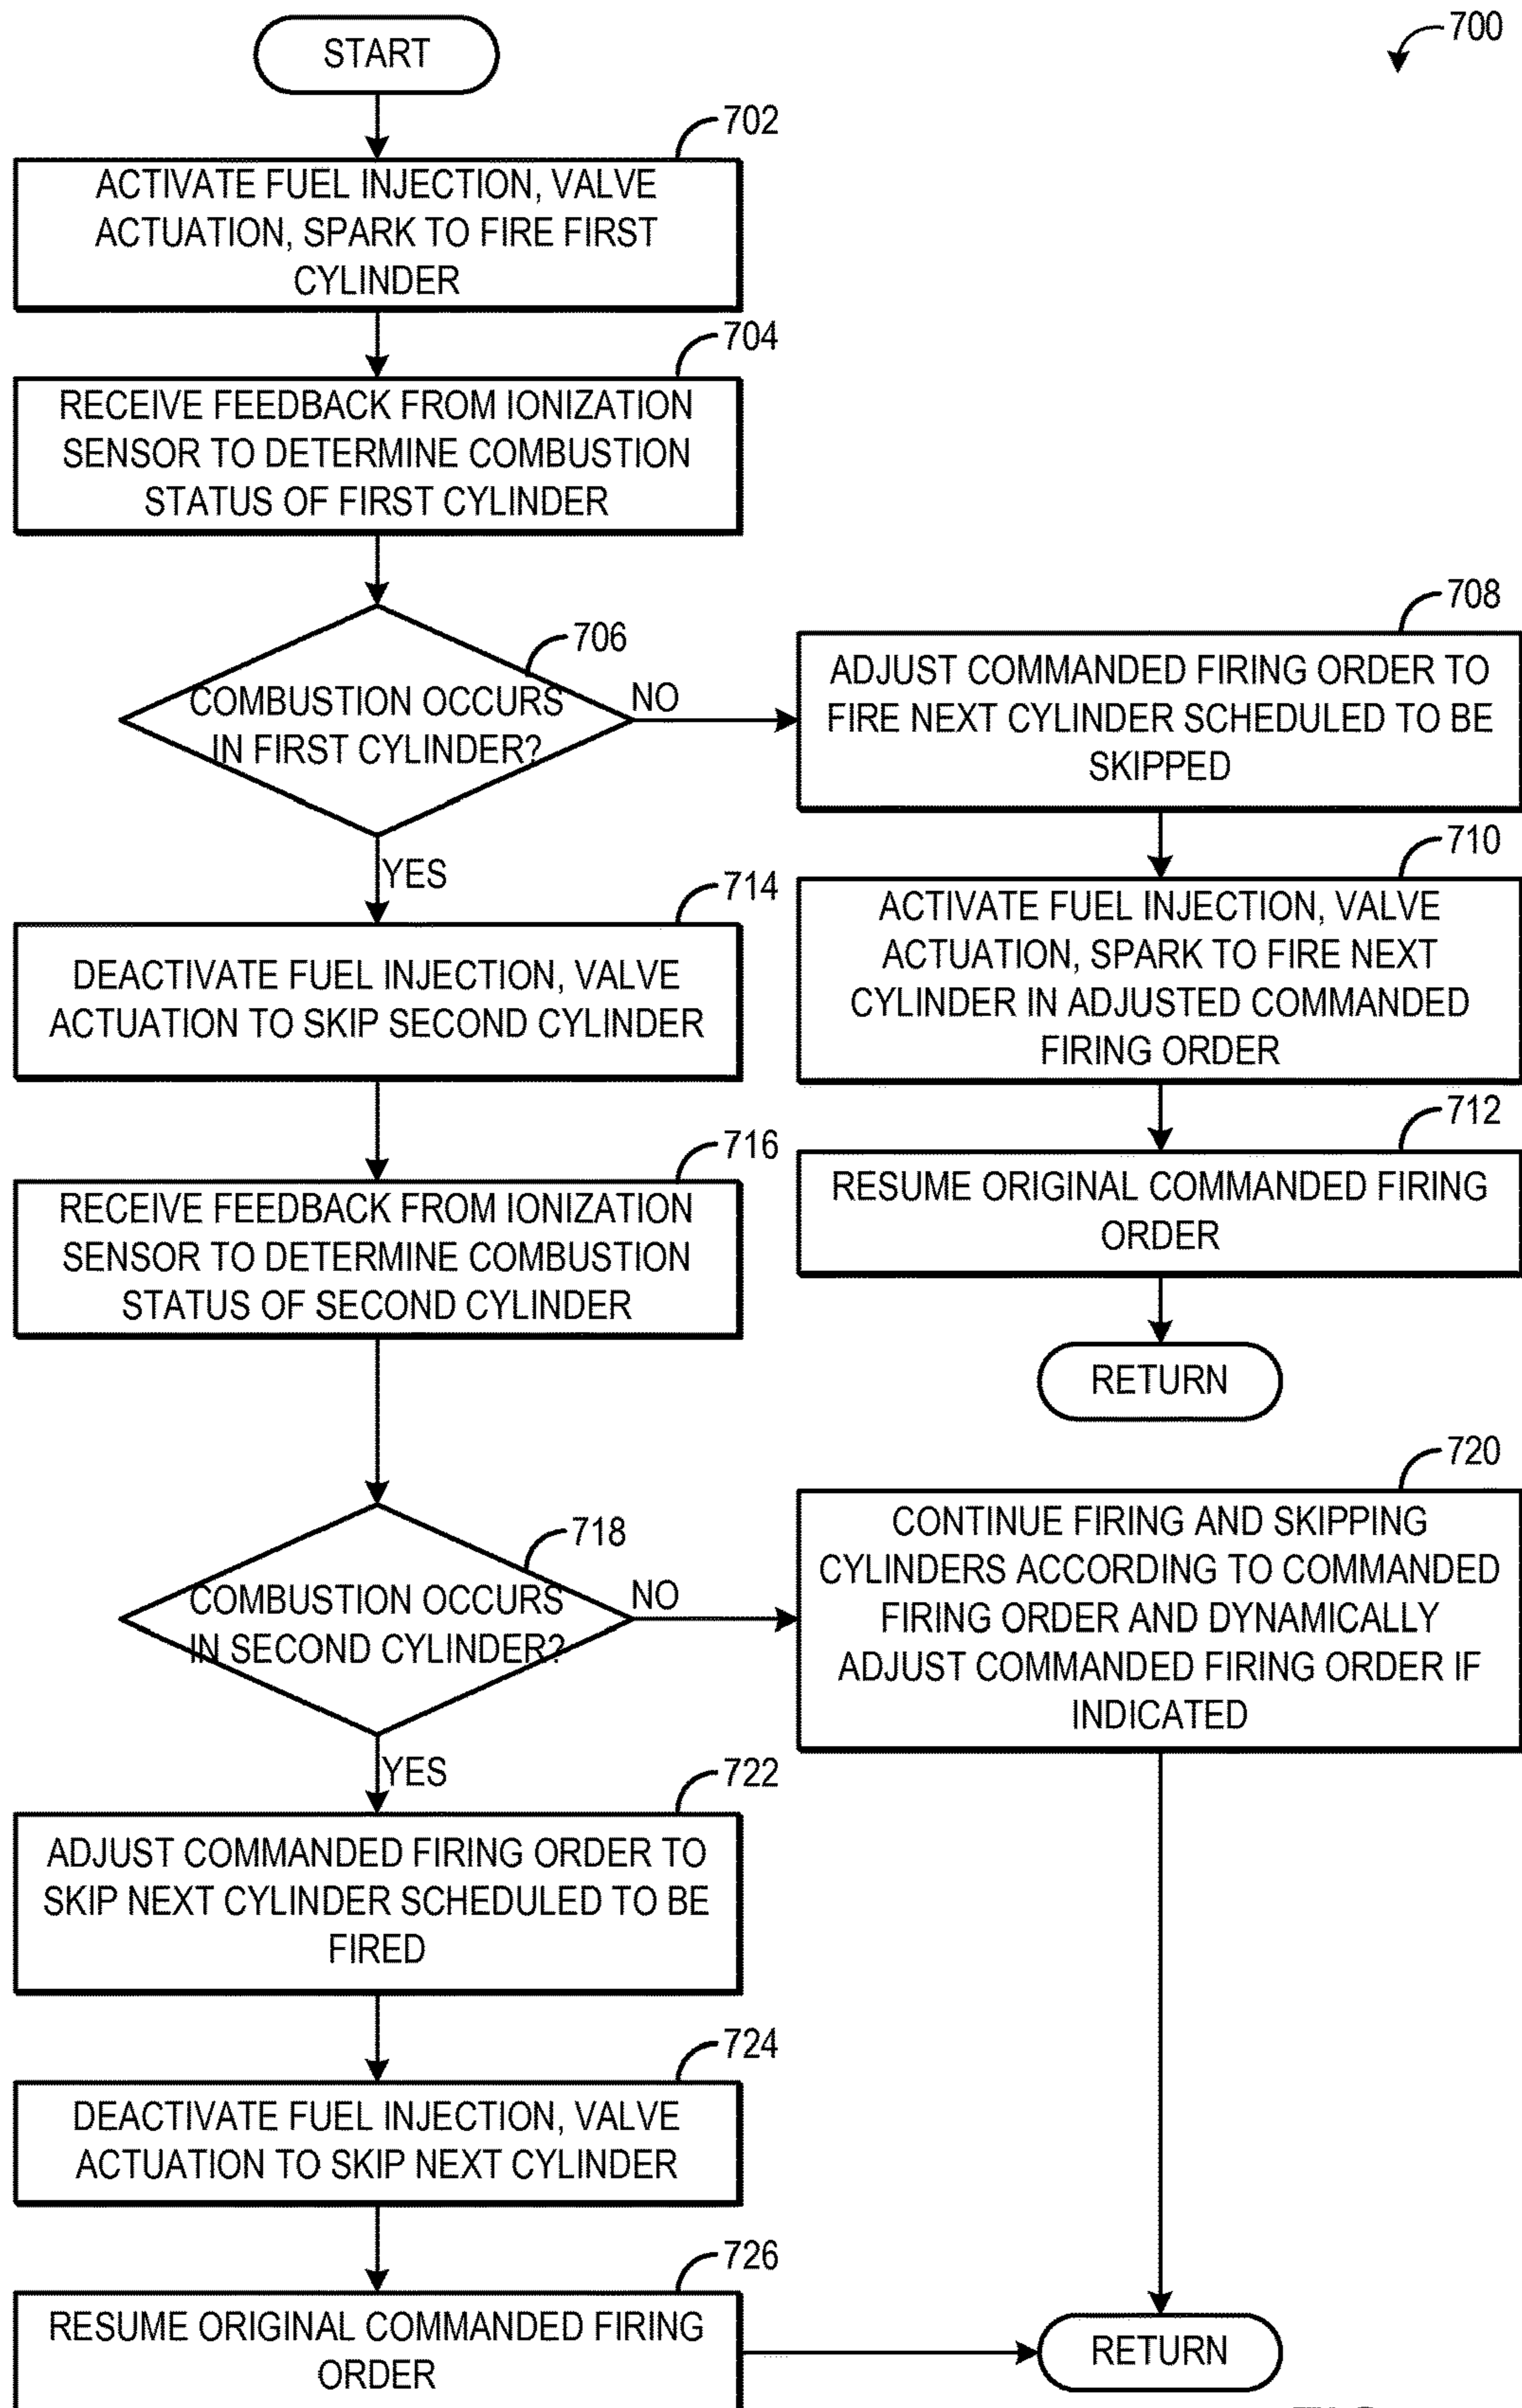 START
700
702
ACTIVATE FUEL INJECTION, VALVE
ACTUATION, SPARK TO FIRE FIRST
CYLINDER
704
RECEIVE FEEDBACK FROM IONIZATION
SENSOR TO DETERMINE COMBUSTION
STATUS OF FIRST CYLINDER
706
COMBUSTION OCCURS
IN FIRST CYLINDER?
NO
708
ADJUST COMMANDED FIRING ORDER TO
FIRE NEXT CYLINDER SCHEDULED TO BE
SKIPPED
710
ACTIVATE FUEL INJECTION, VALVE
ACTUATION, SPARK TO FIRE NEXT
CYLINDER IN ADJUSTED COMMANDED
FIRING ORDER
712
RESUME ORIGINAL COMMANDED FIRING
ORDER
RETURN
YES
714
DEACTIVATE FUEL INJECTION, VALVE
ACTUATION TO SKIP SECOND CYLINDER
716
RECEIVE FEEDBACK FROM IONIZATION
SENSOR TO DETERMINE COMBUSTION
STATUS OF SECOND CYLINDER
718
COMBUSTION OCCURS
IN SECOND CYLINDER?
NO
720
CONTINUE FIRING AND SKIPPING
CYLINDERS ACCORDING TO COMMANDED
FIRING ORDER AND DYNAMICALLY
ADJUST COMMANDED FIRING ORDER IF
INDICATED
YES
722
ADJUST COMMANDED FIRING ORDER TO
SKIP NEXT CYLINDER SCHEDULED TO BE
FIRED
724
DEACTIVATE FUEL INJECTION, VALVE
ACTUATION TO SKIP NEXT CYLINDER
726
RESUME ORIGINAL COMMANDED FIRING
ORDER
RETURN